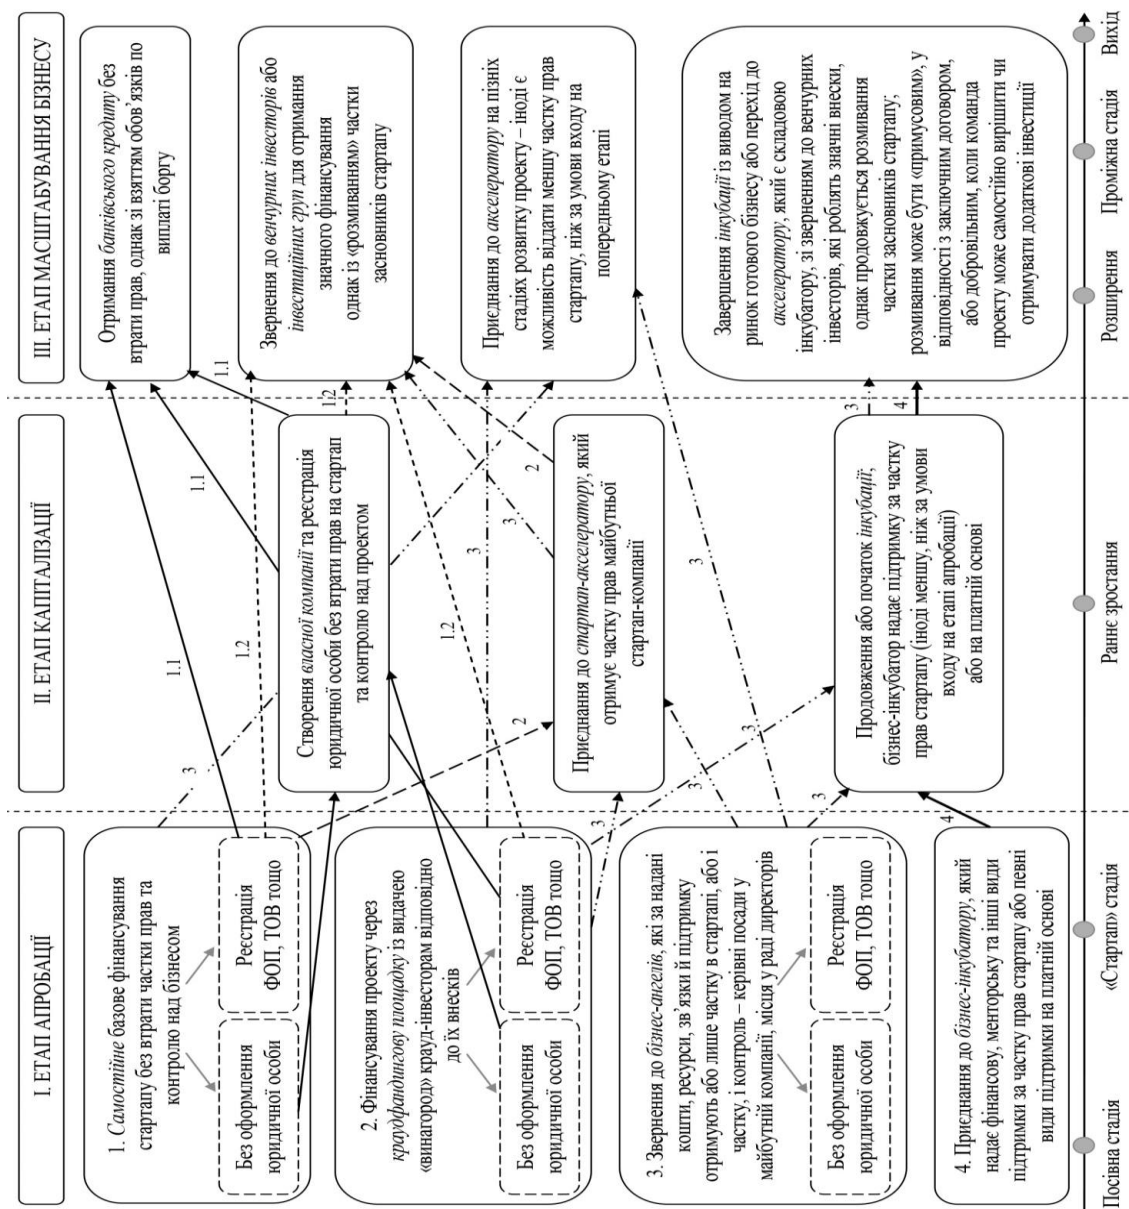 І. ЕТАП АПРОБАЦІЇ
1. Самостійне базове фінансування
стартапу без втрати частки прав та
контролю над бізнесом
Без оформлення
юридичної особи
Реєстрація
ФОП, ТОВ тощо
2. Фінансування проекту через
краудфандингову площадку із видачею
«винагород» крауд-інвесторам відповідно
до їх внесків
Без оформлення
юридичної особи
Реєстрація
ФОП, ТОВ тощо
3. Звернення до бізнес-ангелів, які за надані
кошти, ресурси, зв’язки й підтримку
отримують або лише частку в стартапі, або і
частку, і контроль – керівні посади у
майбутній компанії, місця у раді директорів
Без оформлення
юридичної особи
Реєстрація
ФОП, ТОВ тощо
4. Приєднання до бізнес-інкубатору, який
надає фінансову, менторську та інші види
підтримки за частку прав стартапу або певні
види підтримки на платній основі
ІІ. ЕТАП КАПІТАЛІЗАЦІЇ
Створення власної компанії та реєстрація
юридичної особи без втрати прав на стартап
та контролю над проектом
Приєднання до стартап-акселератору, який
отримує частку прав майбутньої
стартап-компанії
Продовження або початок інкубації;
бізнес-інкубатор надає підтримку за частку
прав стартапу (іноді меншу, ніж за умови
входу на етапі апробації)
або на платній основі
ІІІ. ЕТАП МАСШТАБУВАННЯ БІЗНЕСУ
Отримання банківського кредиту без
втрати прав, однак зі взяттям обов’язків по
виплаті боргу
Звернення до венчурних інвесторів або
інвестиційних груп для отримання
значного фінансування
однак із «розмиванням» частки
засновників стартапу
Приєднання до акселератору на пізніх
стадіях розвитку проекту – іноді є
можливість віддати меншу частку прав
стартапу, ніж за умови входу на
попередньому етапі
Завершення інкубації із виводом на
ринок готового бізнесу або перехід до
акселератору, який є складовою
інкубатору, зі зверненням до венчурних
інвесторів, які роблять значні внески,
однак продовжується розмивання
частки засновників стартапу;
розмивання може бути «примусовим», у
відповідності з заключним договором,
або добровільним, коли команда
проекту може самостійно вирішити чи
отримувати додаткові інвестиції
3
1.1
1.2
2
1.1
1.1
1.2
3
1.2
3
3
3
2
3
3
3
3
4
3
4
Посівна стадія
«Стартап» стадія
Раннє зростання
Розширення
Проміжна стадія
Вихід